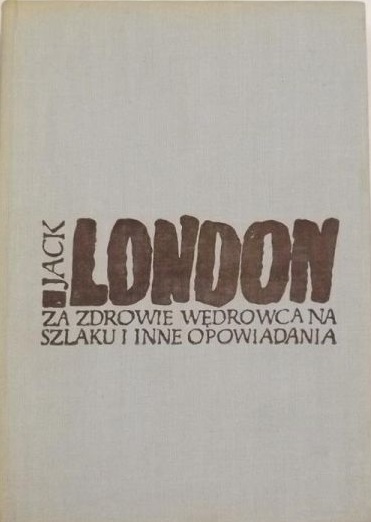 JACK
LONDON
ZA ZDROWIE WĘDROWCA NA
SZLAKU I INNE OPOWIADANIA